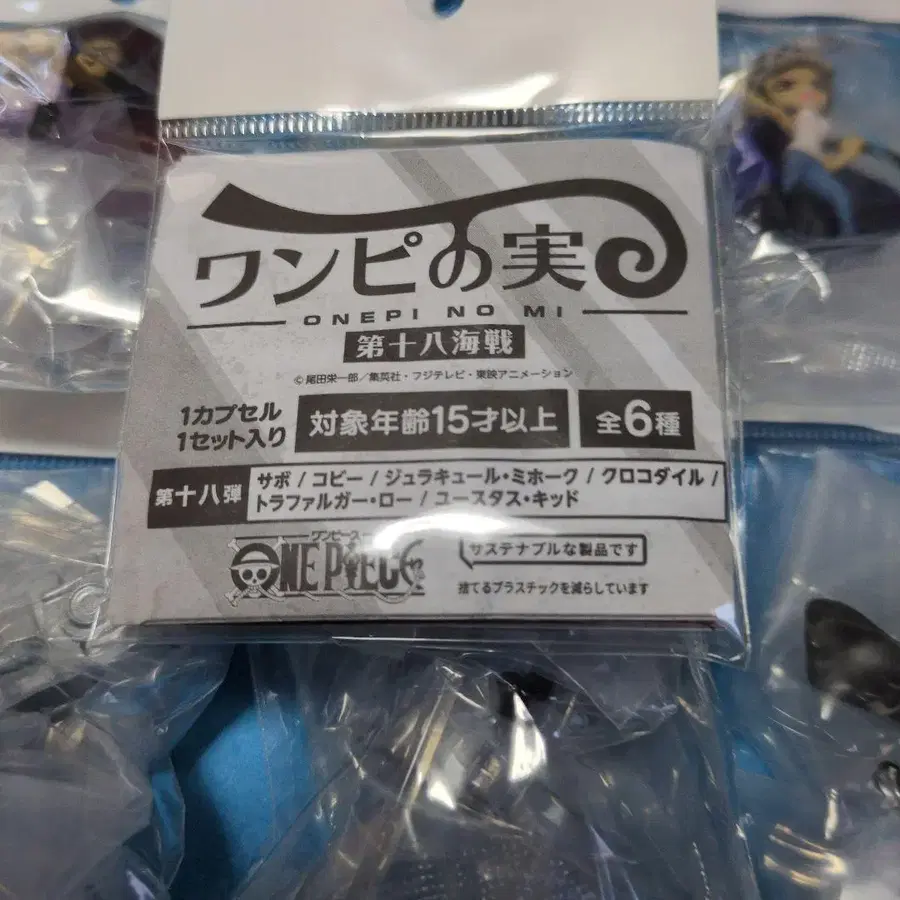 ワンピの実
ONEPI NO MI
第十八海戦
©尾田栄一郎／集英社・フジテレビ・東映アニメーション
1カプセル
1セット入り
対象年齢15才以上
全6種
第十八弾
サボ / コビー / ジュラキュール・ミホーク / クロコダイル /
トラファルガー・ロー / ユースタス・キッド
ワンピース
ONE PIECE
サステナブルな製品です
捨てるプラスチックを減らしています